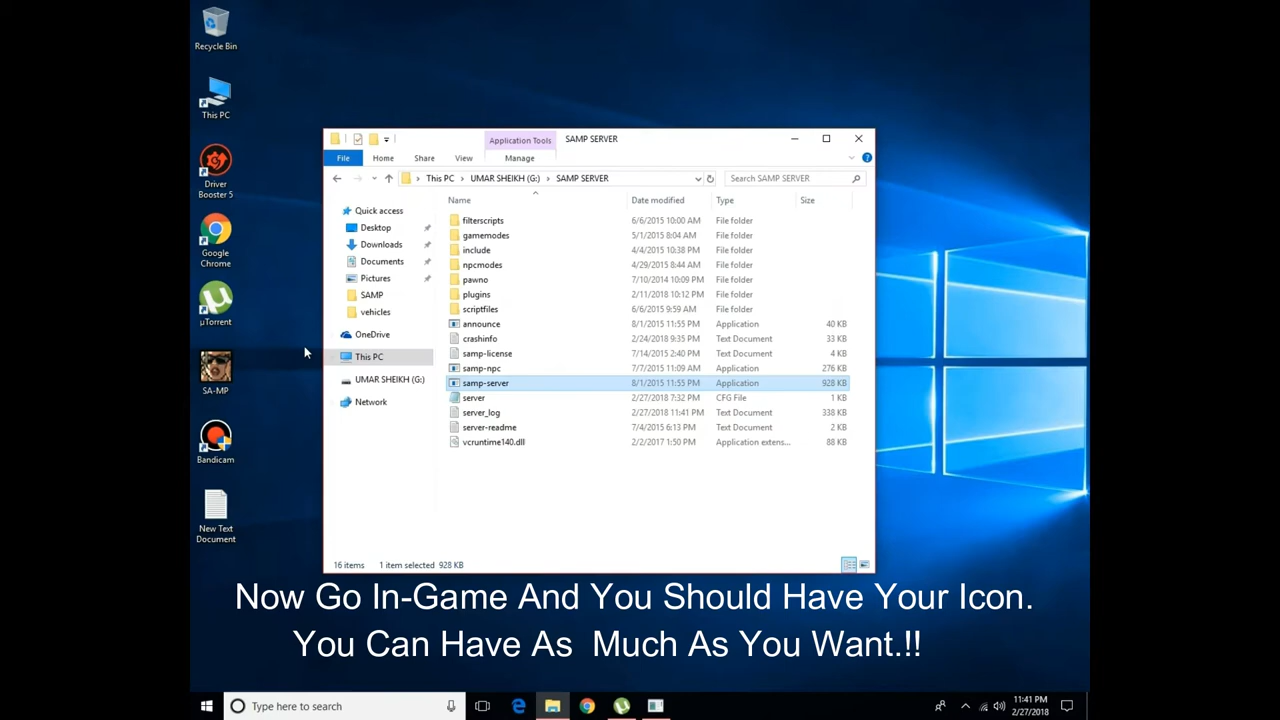 Recycle Bin
This PC
Driver
Booster 5
Google
Chrome
µTorrent
SA-MP
Bandicam
New Text
Document
Application Tools
SAMP SERVER
File
Home
Share
View
Manage
This PC
UMAR SHEIKH (G:)
SAMP SERVER
Search SAMP SERVER
Quick access
Desktop
Downloads
Documents
Pictures
SAMP
vehicles
OneDrive
This PC
UMAR SHEIKH (G:)
Network
Name Date modified Type Size
filterscripts 6/6/2015 10:00 AM File folder
gamemodes 5/1/2015 8:04 AM File folder
include 4/4/2015 10:38 PM File folder
npcmodes 4/29/2015 8:44 AM File folder
pawno 7/10/2014 10:09 PM File folder
plugins 2/11/2018 10:12 PM File folder
scriptfiles 6/6/2015 9:59 AM File folder
announce 8/1/2015 11:55 PM Application 40 KB
crashinfo 2/24/2018 9:35 PM Text Document 33 KB
samp-license 7/14/2015 2:40 PM Text Document 4 KB
samp-npc 7/7/2015 11:09 AM Application 276 KB
samp-server 8/1/2015 11:55 PM Application 928 KB
server 2/27/2018 7:32 PM CFG File 1 KB
server_log 2/27/2018 11:41 PM Text Document 338 KB
server-readme 7/4/2015 6:13 PM Text Document 2 KB
vcruntime140.dll 2/2/2017 1:50 PM Application extens... 88 KB
16 items 1 item selected 928 KB
Now Go In-Game And You Should Have Your Icon.
You Can Have As Much As You Want.!!
Type here to search
11:41 PM
2/27/2018